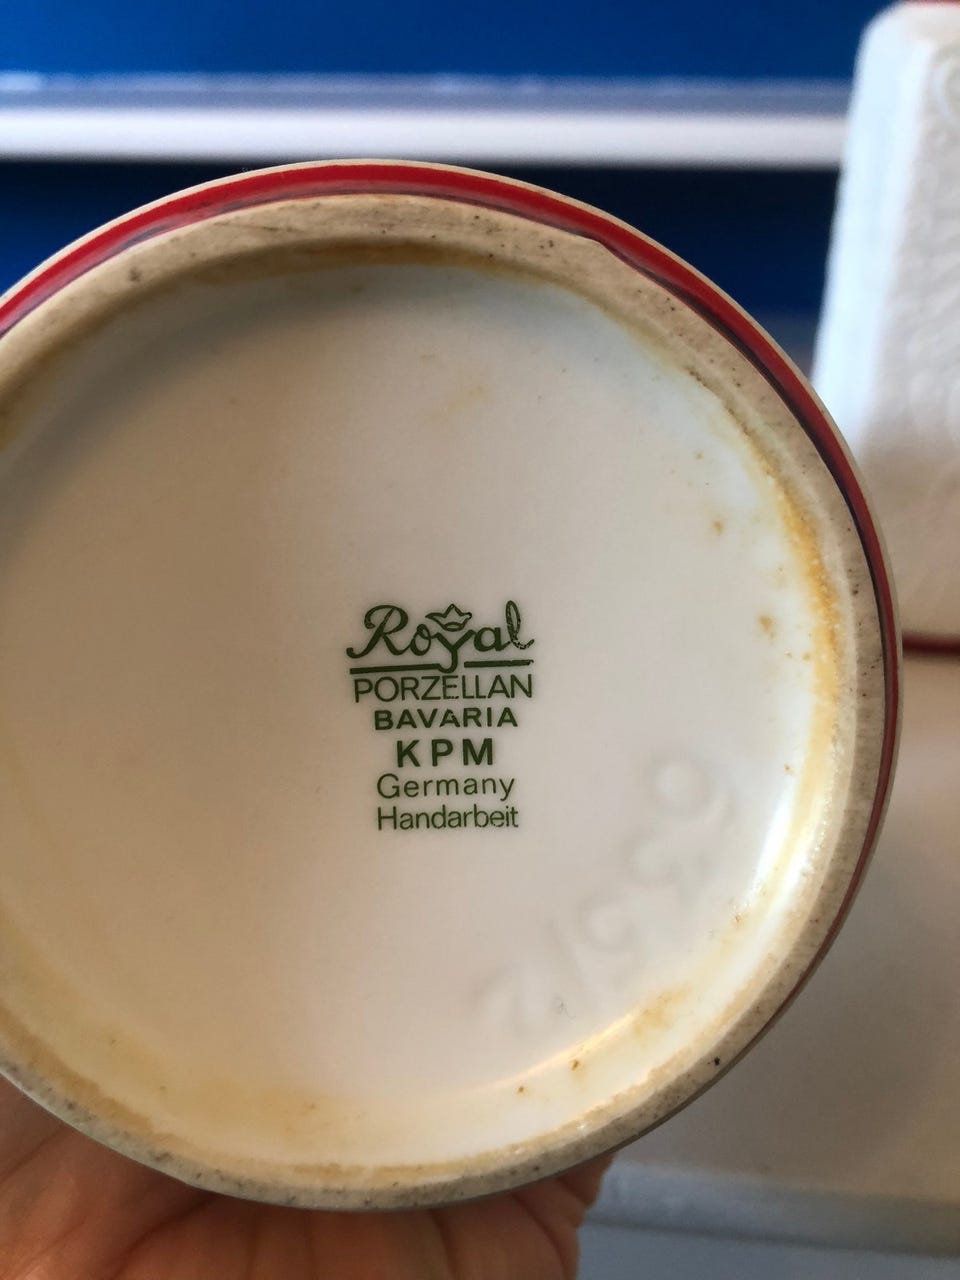 Royal
PORZELLAN
BAVARIA
KPM
Germany
Handarbeit